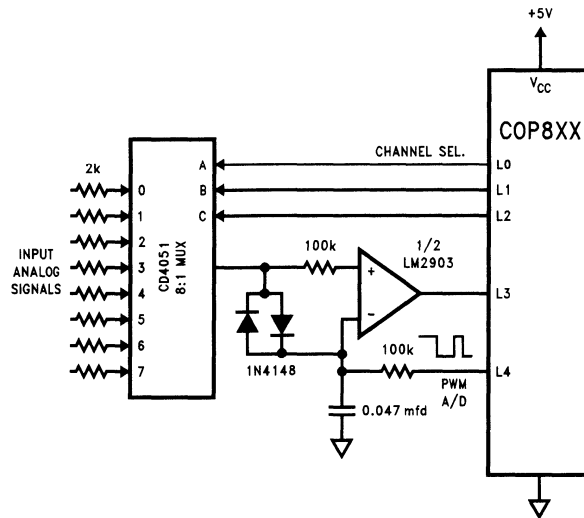 +5V
VCC
COP8XX
CHANNEL SEL.
A
L0
2k
0
B
L1
1
C
L2
2
CD4051
8:1 MUX
INPUT
ANALOG
SIGNALS
3
4
5
6
7
100k
1/2
LM2903
+
−
L3
1N4148
100k
PWM
A/D
L4
0.047 mfd